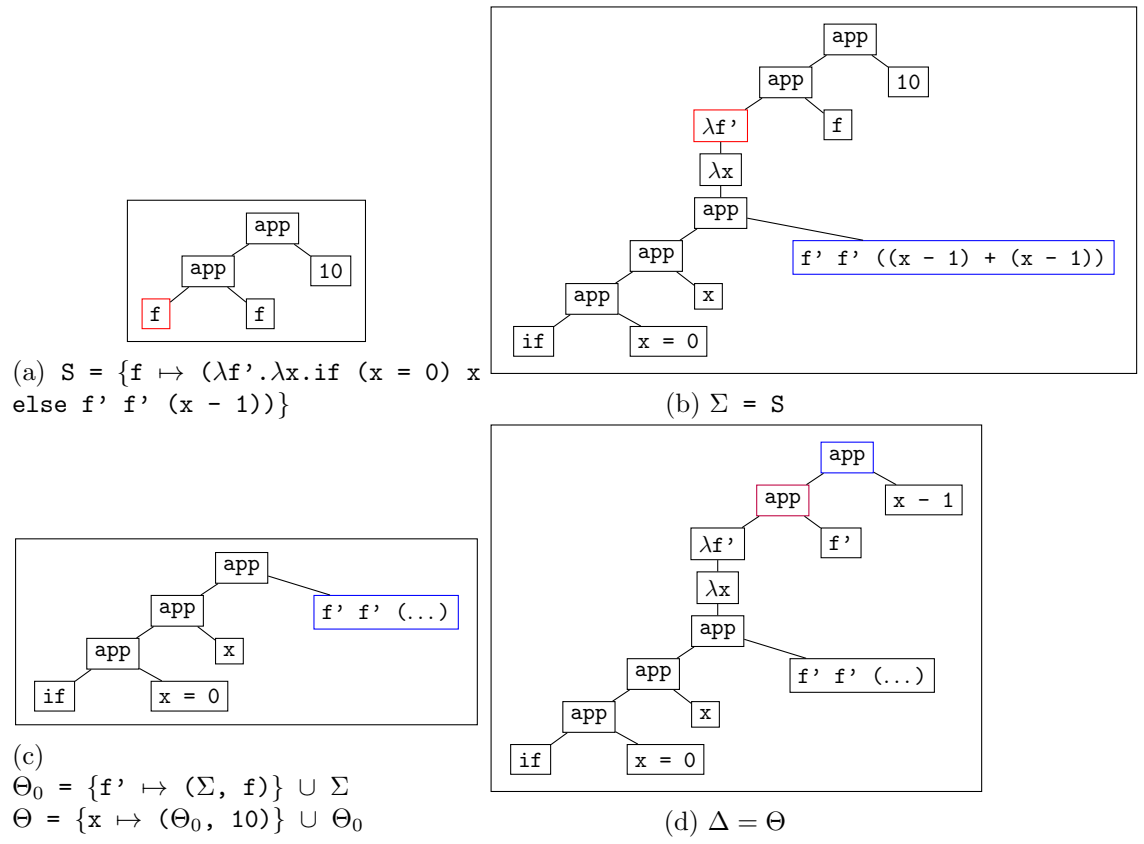 app
app
10
f
f
(a) S = {f ↦ (λf'.λx.if (x = 0) x
else f' f' (x - 1))}
app
app
10
λf'
f
λx
app
app
f' f' ((x - 1) + (x - 1))
app
x
if
x = 0
(b) Σ = S
app
app
f' f' (...)
app
x
if
x = 0
(c)
Θ₀ = {f' ↦ (Σ, f)} ∪ Σ
Θ = {x ↦ (Θ₀, 10)} ∪ Θ₀
app
app
x - 1
λf'
f'
λx
app
app
f' f' (...)
app
x
if
x = 0
(d) Δ = Θ